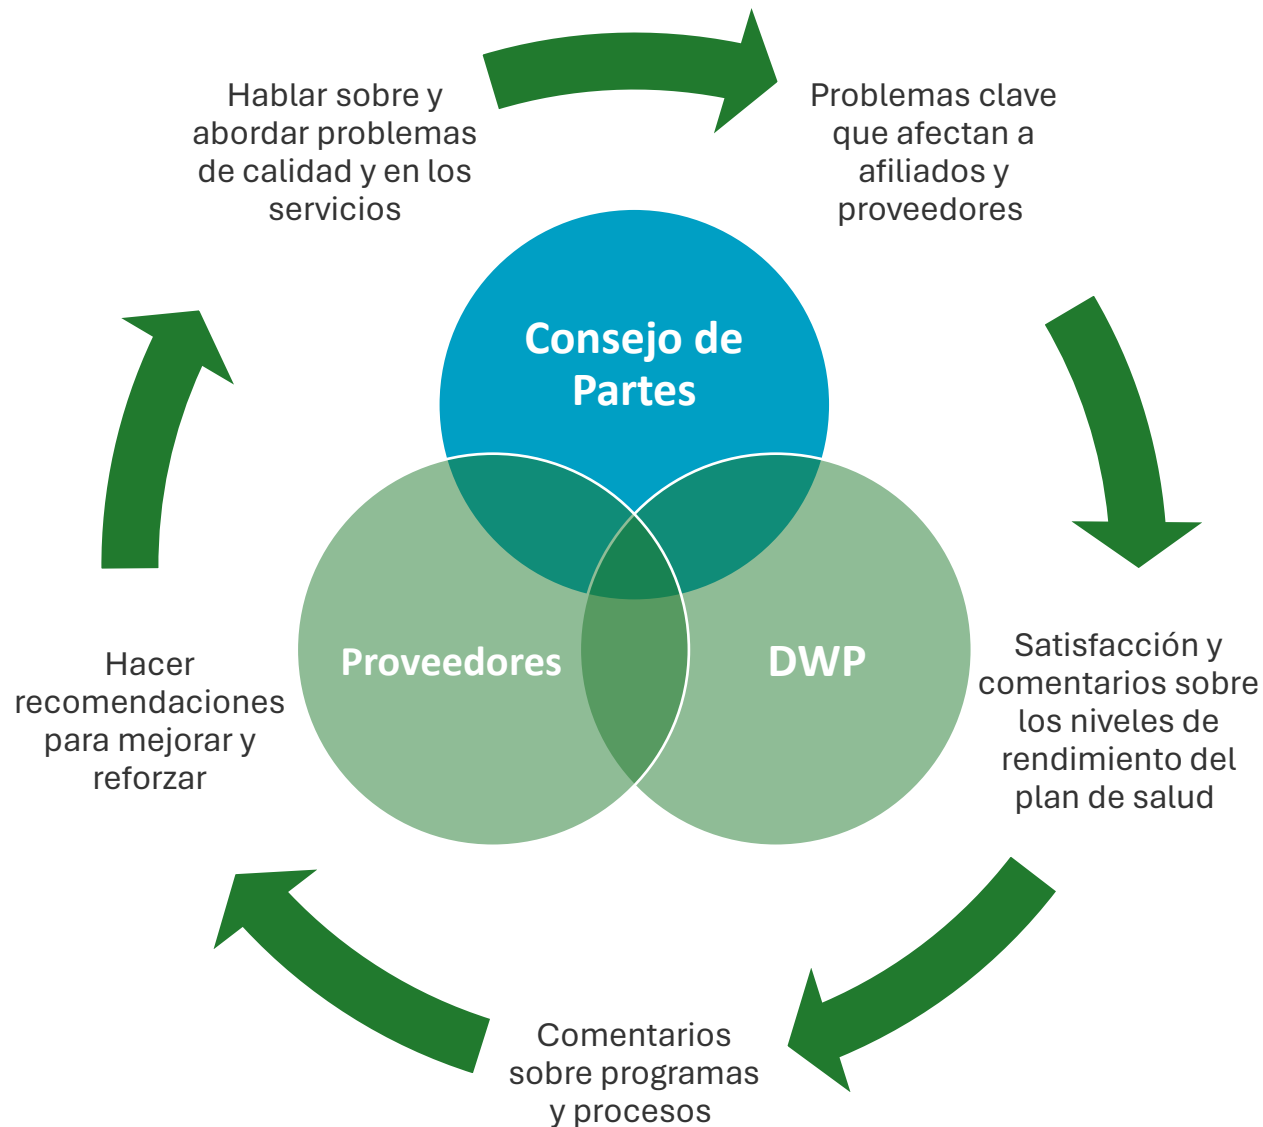 Hablar sobre y
abordar problemas
de calidad y en los
servicios
Problemas clave
que afectan a
afiliados y
proveedores
Consejo de
Partes
Proveedores
DWP
Satisfacción y
comentarios sobre
los niveles de
rendimiento del
plan de salud
Hacer
recomendaciones
para mejorar y
reforzar
Comentarios
sobre programas
y procesos